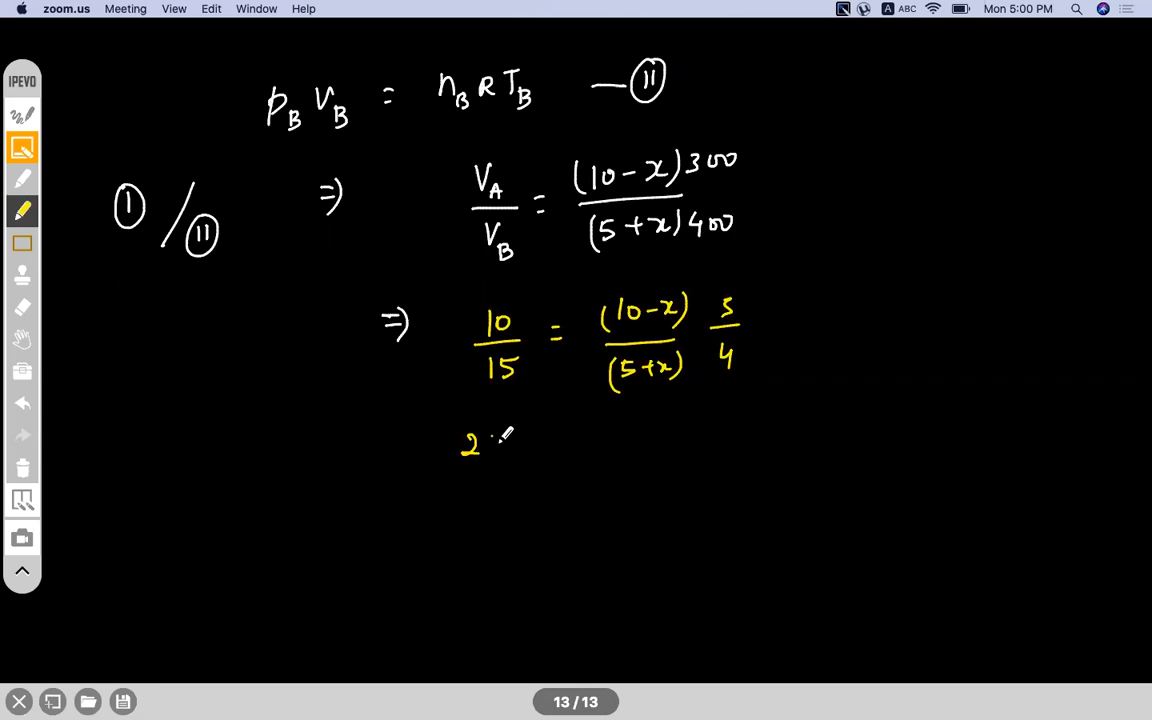 zoom.us Meeting View Edit Window Help A ABC Mon 5:00 PM
IPEVO
p_B V_B = n_B R T_B — II
I / II ⇒ V_A / V_B = (10 - x) 300 / (5 + x) 400
⇒ 10 / 15 = (10 - x) / (5 + x) 3 / 4
2
13 / 13